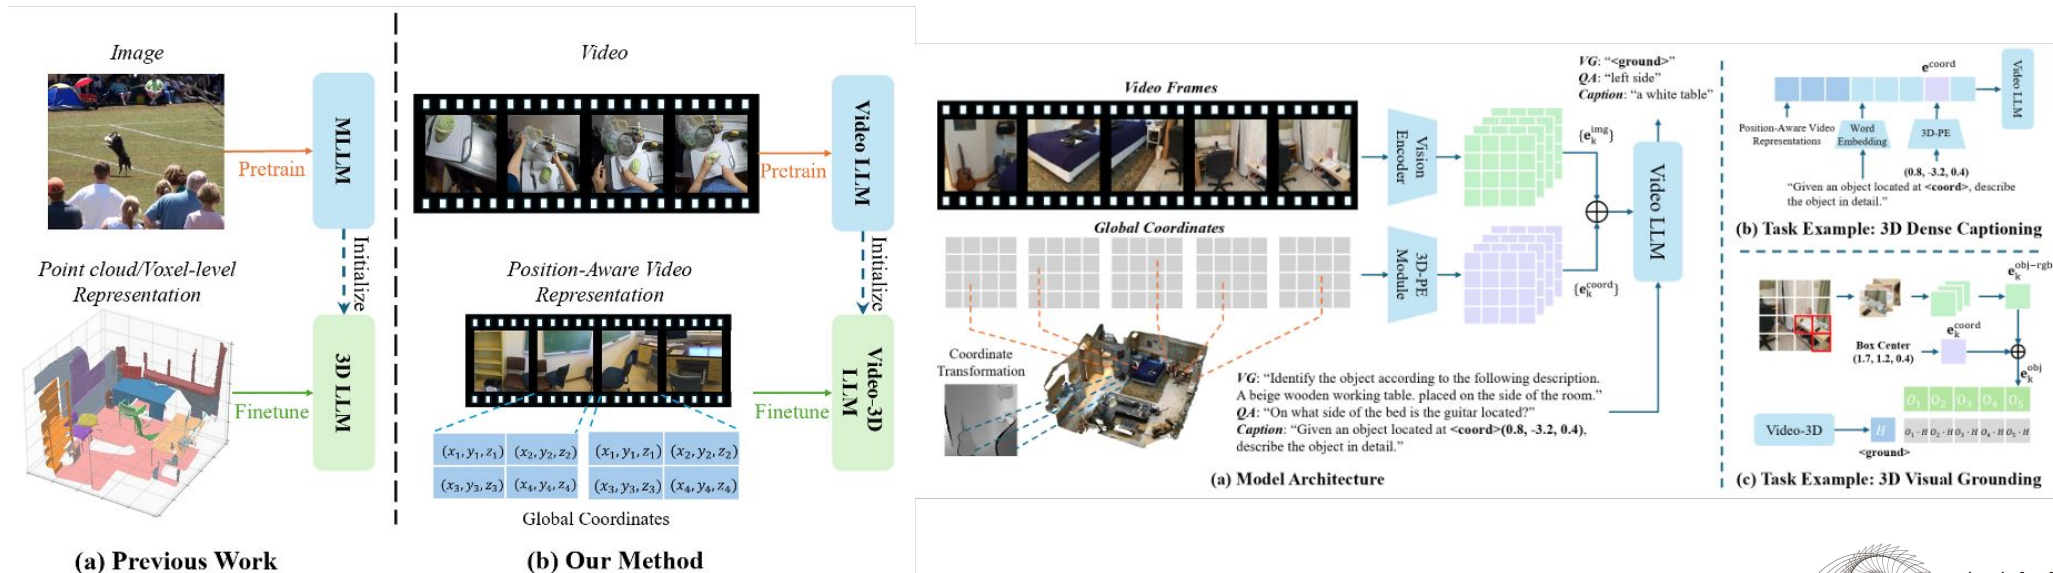 Image
MLLM
Pretrain
Initialize
Point cloud/Voxel-level
Representation
3D LLM
Finetune
(a) Previous Work
Video
Video LLM
Pretrain
Initialize
Position-Aware Video
Representation
Video-3D
LLM
Finetune
(x₁, y₁, z₁) (x₂, y₂, z₂) (x₁, y₁, z₁) (x₂, y₂, z₂)
(x₃, y₃, z₃) (x₄, y₄, z₄) (x₃, y₃, z₃) (x₄, y₄, z₄)
Global Coordinates
(b) Our Method
Video Frames
Vision
Encoder
{e_k^img}
VG: “<ground>”
QA: “left side”
Caption: “a white table”
Video LLM
Global Coordinates
3D-PE
Module
{e_k^coord}
Coordinate
Transformation
VG: “Identify the object according to the following description.
A beige wooden working table. placed on the side of the room.”
QA: “On what side of the bed is the guitar located?”
Caption: “Given an object located at <coord>(0.8, -3.2, 0.4),
describe the object in detail.”
(a) Model Architecture
e^coord
Video LLM
Position-Aware Video
Representations
Word
Embedding
3D-PE
(0.8, -3.2, 0.4)
“Given an object located at <coord>, describe
the object in detail.”
(b) Task Example: 3D Dense Captioning
e_k^obj-rgb
e_k^coord
Box Center
(1.7, 1.2, 0.4)
e_k^obj
O₁ O₂ O₃ O₄ O₅
Video-3D
H
O₁·H O₂·H O₃·H O₄·H O₅·H
<ground>
(c) Task Example: 3D Visual Grounding